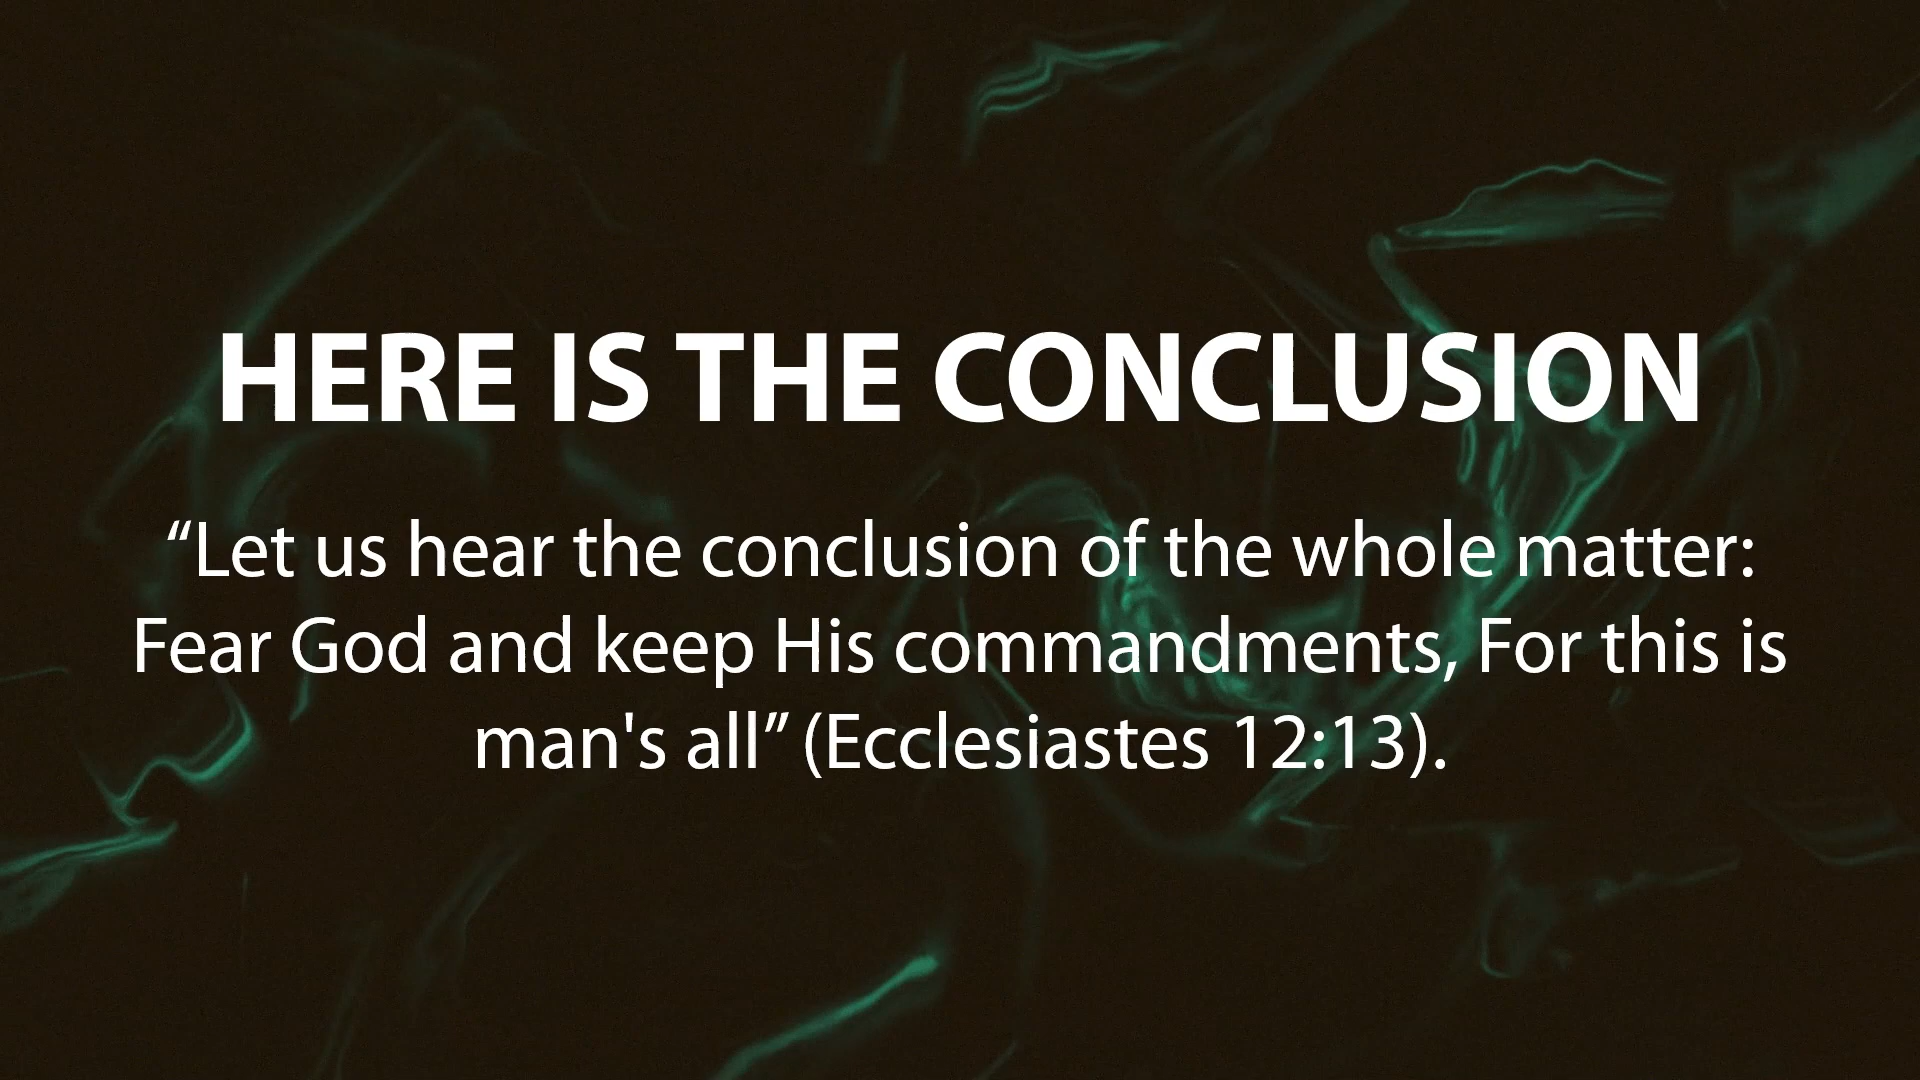 HERE IS THE CONCLUSION
“Let us hear the conclusion of the whole matter:
Fear God and keep His commandments, For this is
man's all” (Ecclesiastes 12:13).